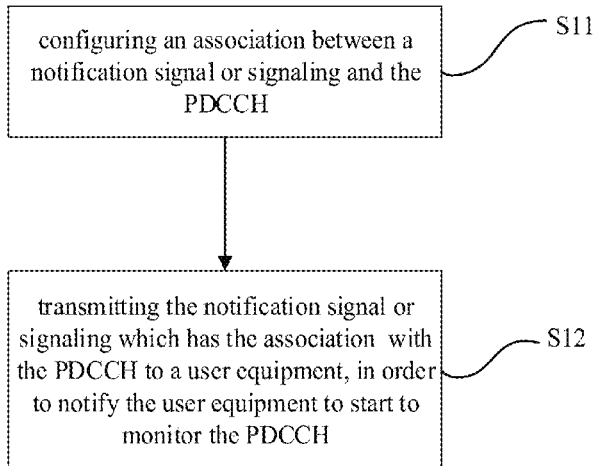 configuring an association between a
notification signal or signaling and the
PDCCH
S11
transmitting the notification signal or
signaling which has the association with
the PDCCH to a user equipment, in order
to notify the user equipment to start to
monitor the PDCCH
S12